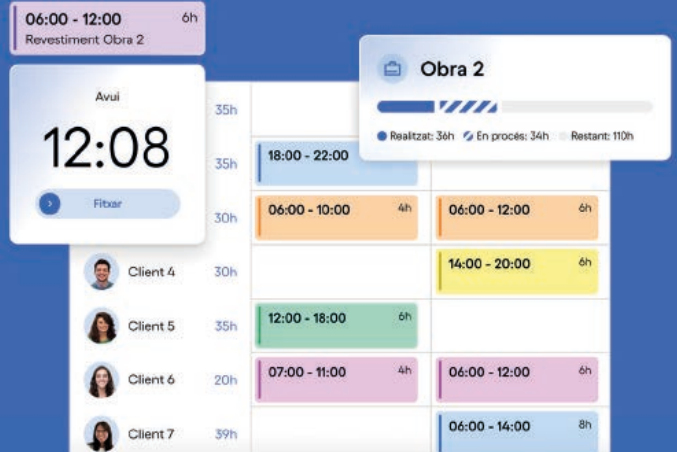 06:00 - 12:00 6h
Revestiment Obra 2
Avui
12:08
Fitxar
Obra 2
Realitzat: 36h En procés: 34h Restant: 110h
35h
35h 18:00 - 22:00
30h 06:00 - 10:00 4h 06:00 - 12:00 6h
Client 4 30h 14:00 - 20:00 6h
Client 5 35h 12:00 - 18:00 6h
Client 6 20h 07:00 - 11:00 4h 06:00 - 12:00 6h
Client 7 39h 06:00 - 14:00 8h